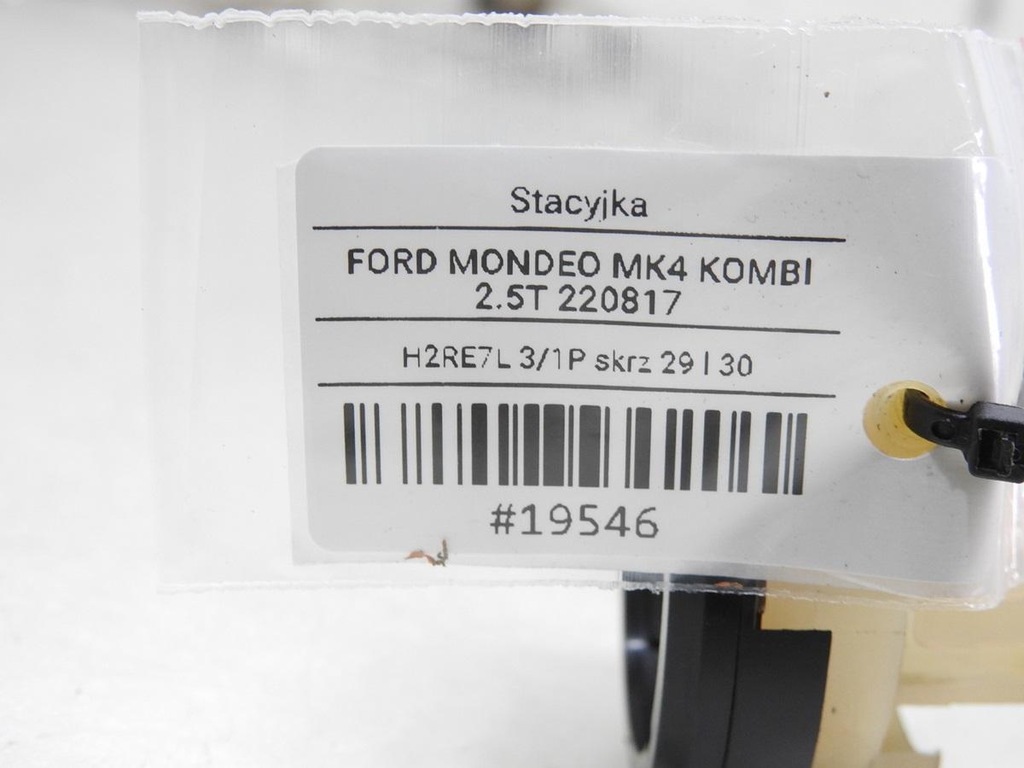 Stacyjka
FORD MONDEO MK4 KOMBI
2.5T 220817
H2RE7L 3/1P skrz 29 I 30
#19546